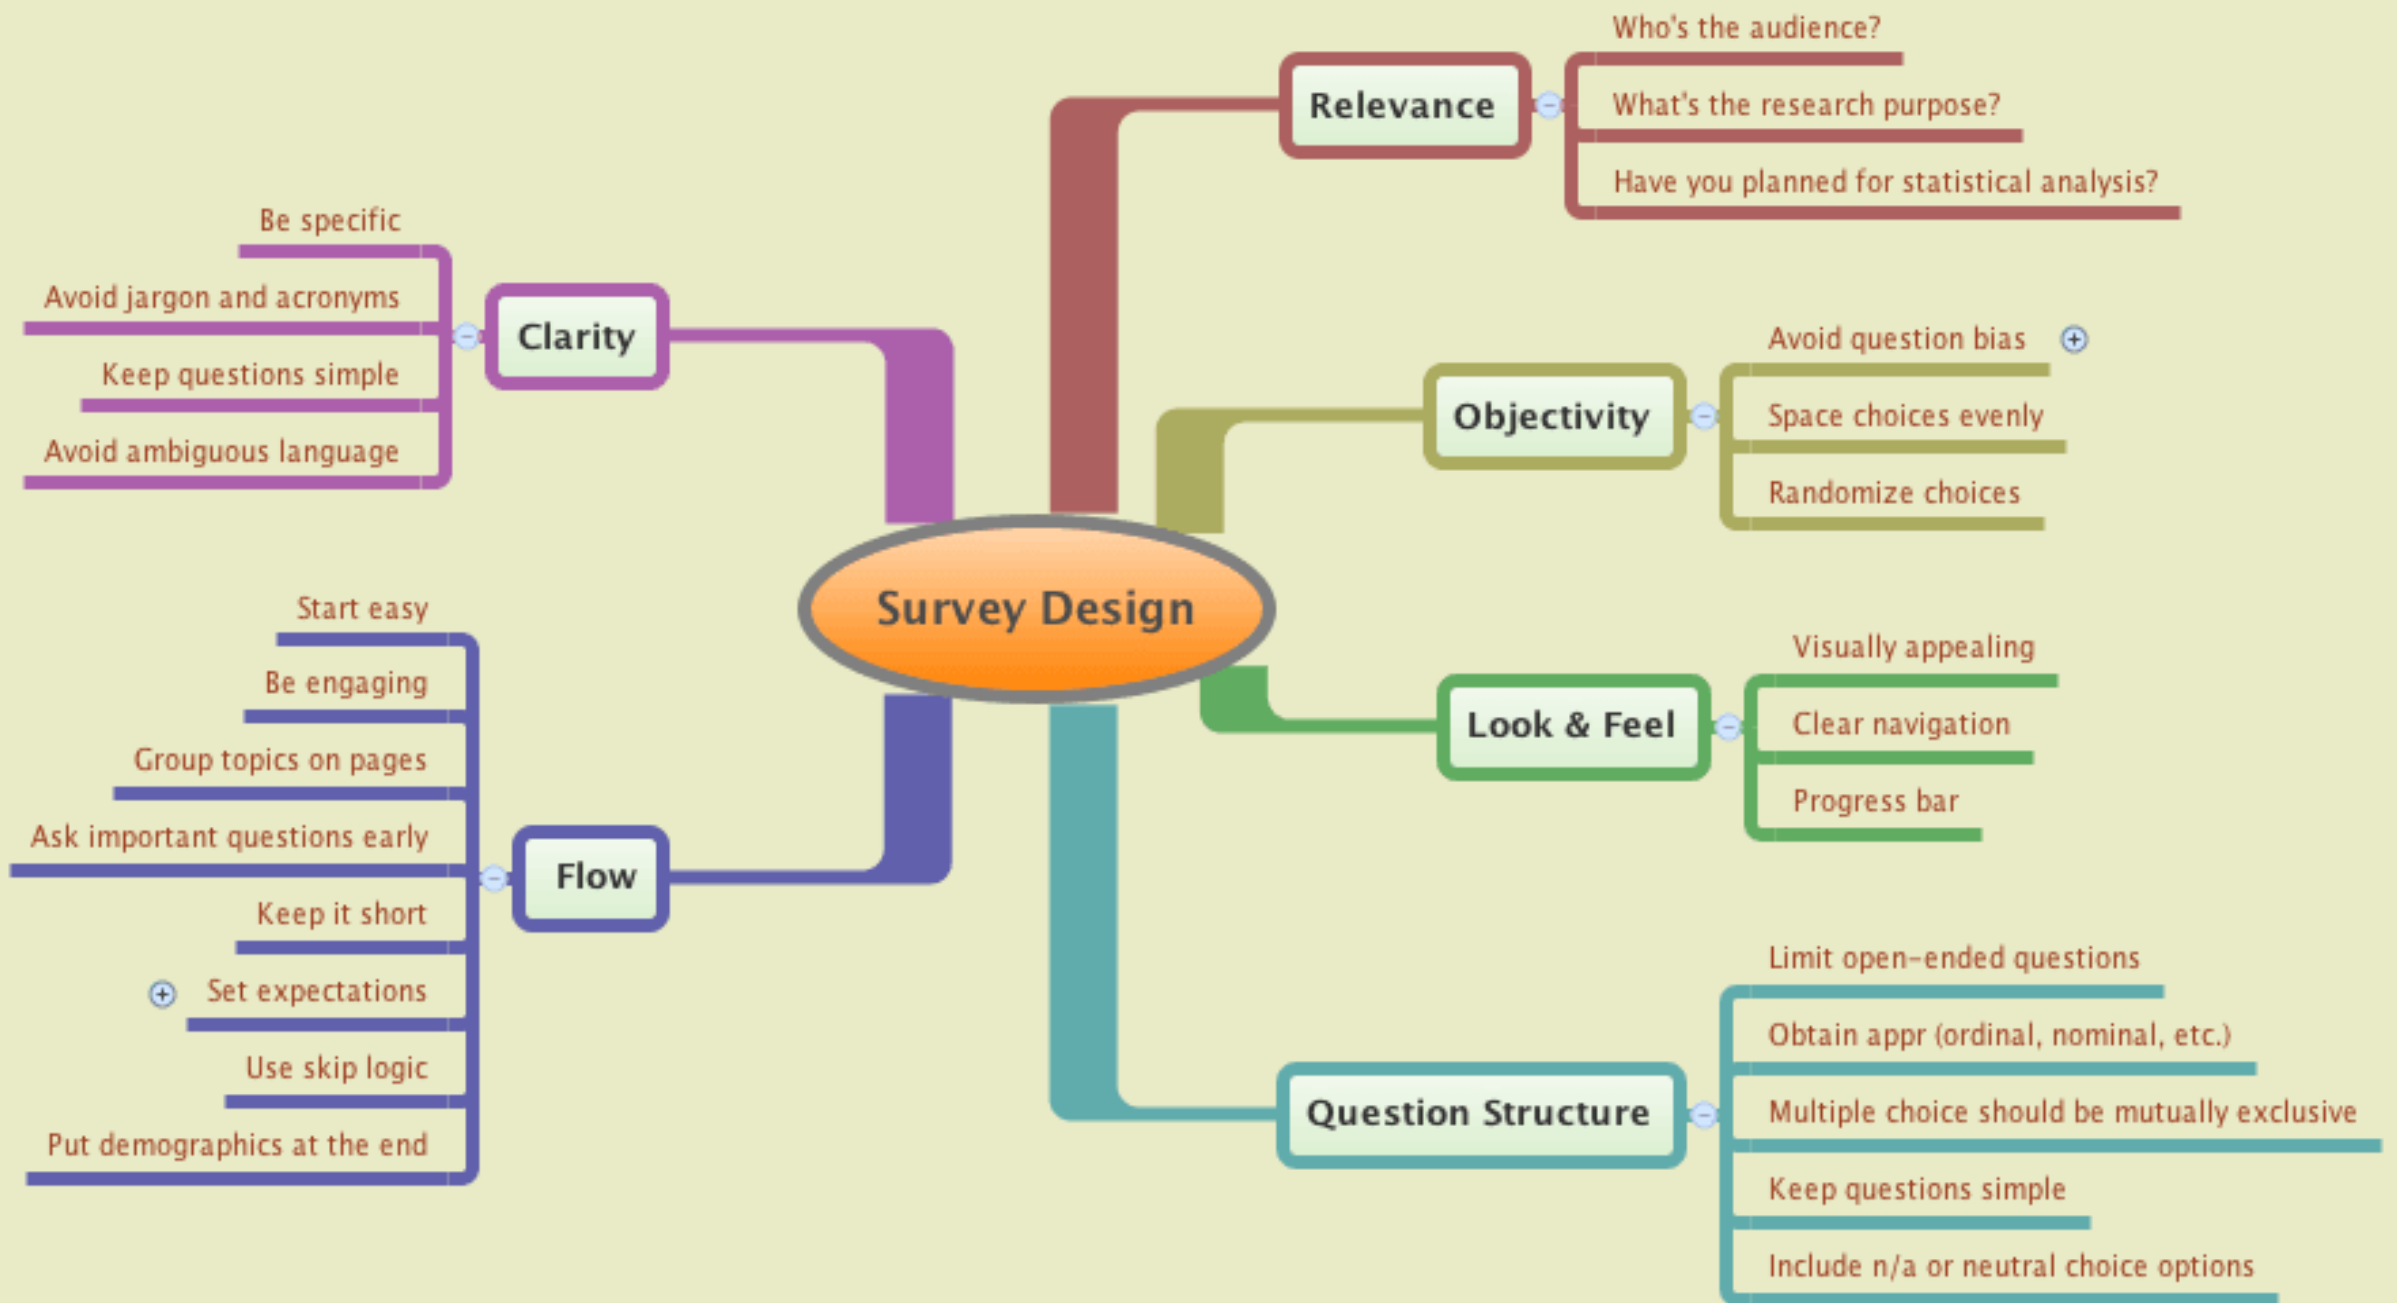 Survey Design
Relevance
Who's the audience?
What's the research purpose?
Have you planned for statistical analysis?
Objectivity
Avoid question bias
Space choices evenly
Randomize choices
Look & Feel
Visually appealing
Clear navigation
Progress bar
Question Structure
Limit open-ended questions
Obtain appr (ordinal, nominal, etc.)
Multiple choice should be mutually exclusive
Keep questions simple
Include n/a or neutral choice options
Clarity
Be specific
Avoid jargon and acronyms
Keep questions simple
Avoid ambiguous language
Flow
Start easy
Be engaging
Group topics on pages
Ask important questions early
Keep it short
Set expectations
Use skip logic
Put demographics at the end